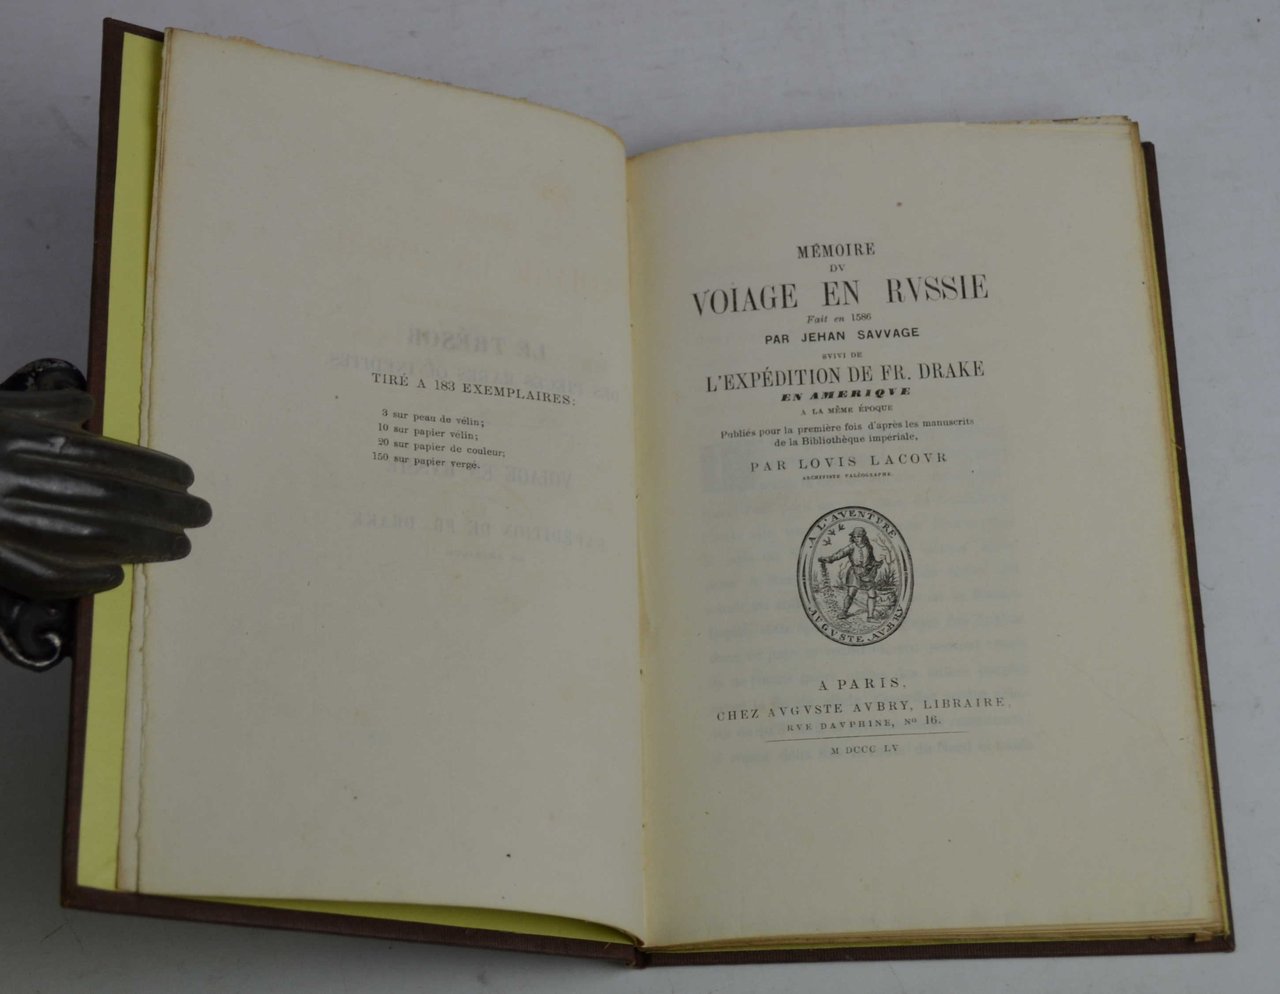 TIRÉ A 183 EXEMPLAIRES:
3 sur peau de vélin;
10 sur papier vélin;
20 sur papier de couleur;
150 sur papier vergé.
MÉMOIRE
DV
VOIAGE EN RVSSIE
Fait en 1586
PAR JEHAN SAVVAGE
SVIVI DE
L'EXPÉDITION DE FR. DRAKE
EN AMERIQVE
A LA MÊME ÉPOQUE
Publiés pour la première fois d'après les manuscrits
de la Bibliothèque impériale,
PAR LOVIS LACOVR
ARCHIVISTE PALÉOGRAPHE.
A L'AVENTVRE
AVGVSTE AVBRY
A PARIS,
CHEZ AVGVSTE AVBRY, LIBRAIRE,
RVE DAVPHINE, No 16.
M DCCC LV